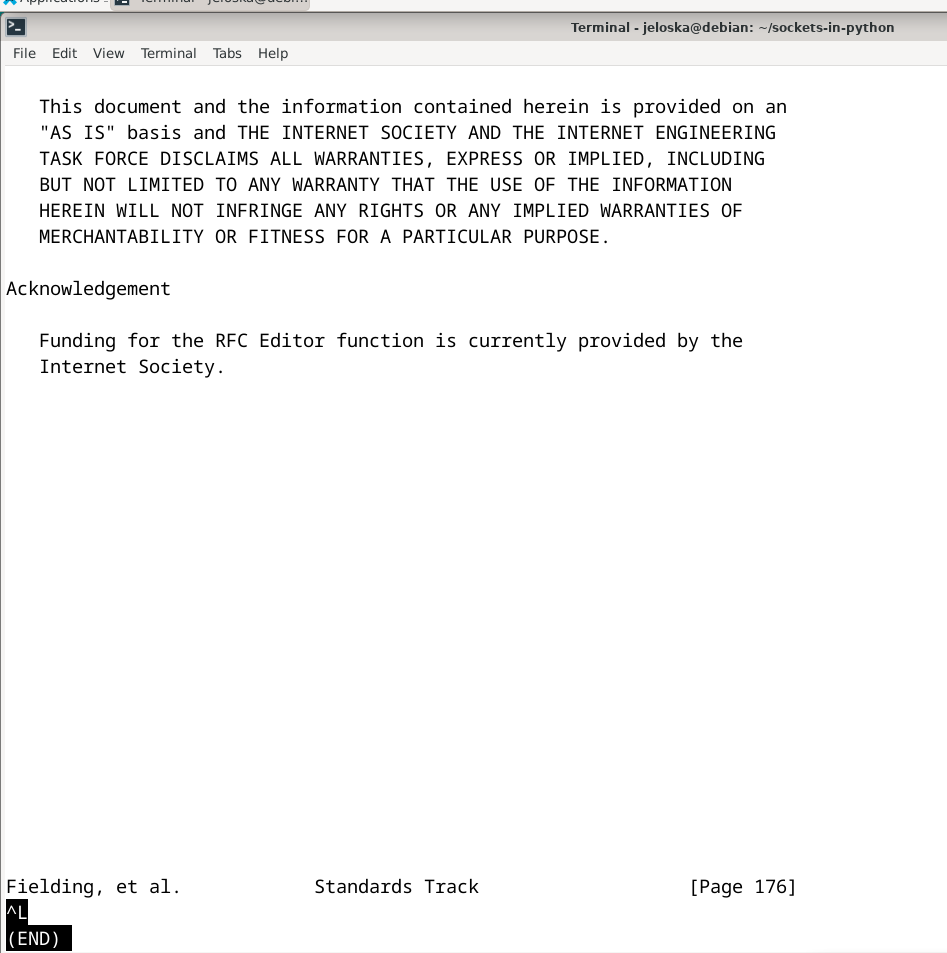 Applications
Terminal - jeloska@debi...
Terminal - jeloska@debian: ~/sockets-in-python
File Edit View Terminal Tabs Help
This document and the information contained herein is provided on an
"AS IS" basis and THE INTERNET SOCIETY AND THE INTERNET ENGINEERING
TASK FORCE DISCLAIMS ALL WARRANTIES, EXPRESS OR IMPLIED, INCLUDING
BUT NOT LIMITED TO ANY WARRANTY THAT THE USE OF THE INFORMATION
HEREIN WILL NOT INFRINGE ANY RIGHTS OR ANY IMPLIED WARRANTIES OF
MERCHANTABILITY OR FITNESS FOR A PARTICULAR PURPOSE.
Acknowledgement
Funding for the RFC Editor function is currently provided by the
Internet Society.
Fielding, et al. Standards Track [Page 176]
^L
(END)